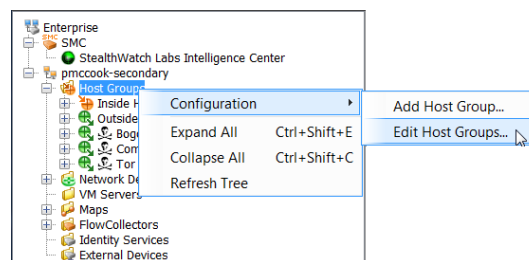 Enterprise
SMC
StealthWatch Labs Intelligence Center
pmccook-secondary
Host Groups
Inside H
Configuration
Add Host Group...
Outside
Expand All Ctrl+Shift+E
Edit Host Groups...
Bog
Com
Collapse All Ctrl+Shift+C
Tor
Refresh Tree
Network De
VM Servers
Maps
FlowCollectors
Identity Services
External Devices